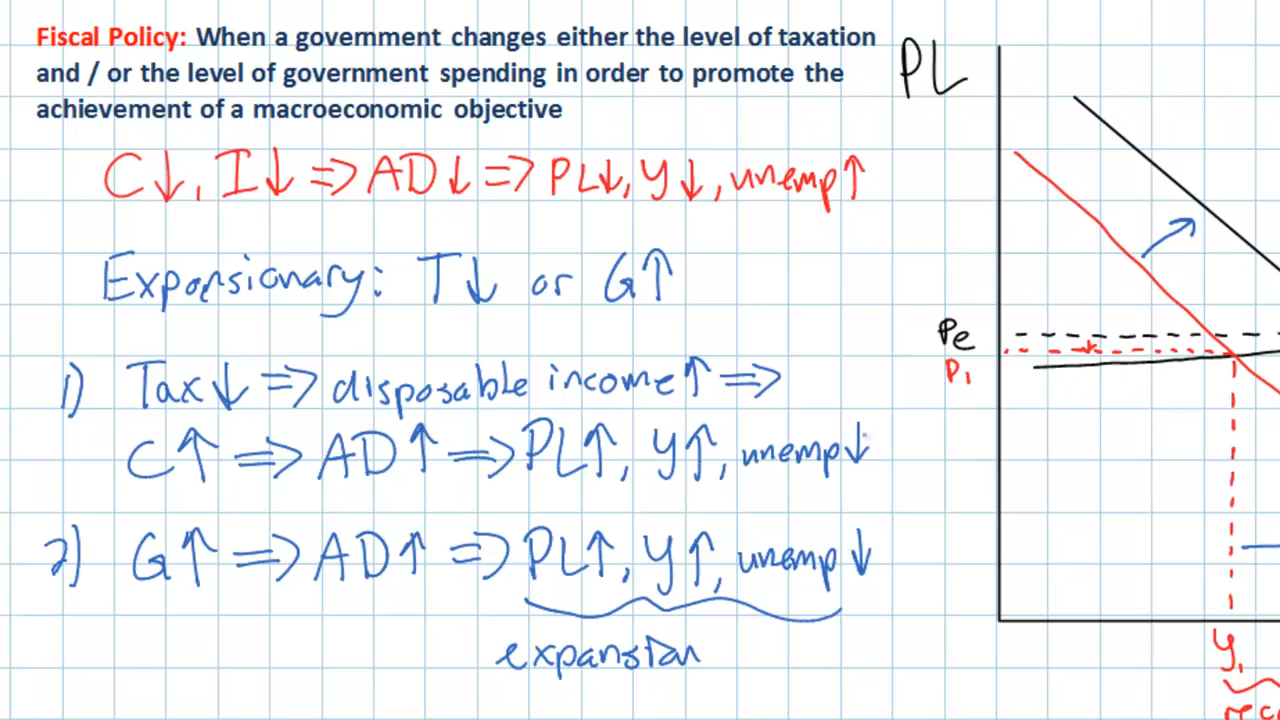 Fiscal Policy: When a government changes either the level of taxation
and / or the level of government spending in order to promote the
achievement of a macroeconomic objective
C↓, I↓ ⇒ AD↓ ⇒ PL↓, Y↓, unemp↑
Expansionary: T↓ or G↑
1) Tax↓ ⇒ disposable income↑ ⇒
C↑ ⇒ AD↑ ⇒ PL↑, Y↑, unemp↓
2) G↑ ⇒ AD↑ ⇒ PL↑, Y↑, unemp↓
expansion
PL
Pe
P1
Y1